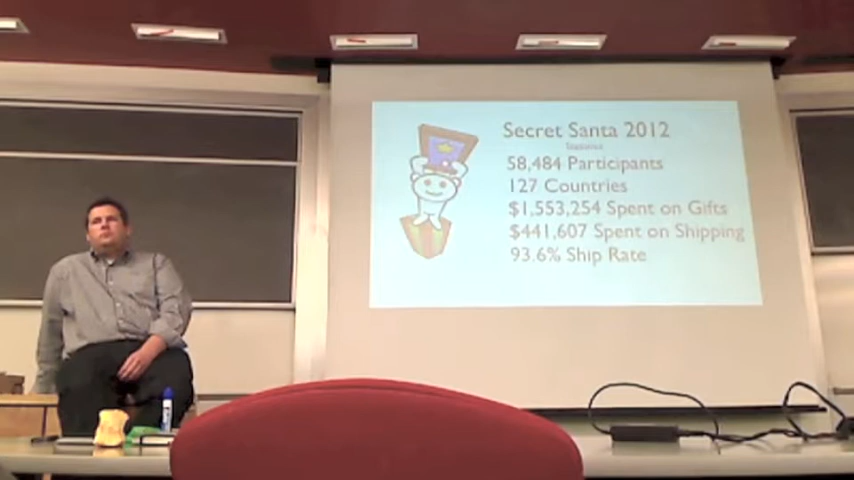 Secret Santa 2012
Statistics
58,484 Participants
127 Countries
$1,553,254 Spent on Gifts
$441,607 Spent on Shipping
93.6% Ship Rate